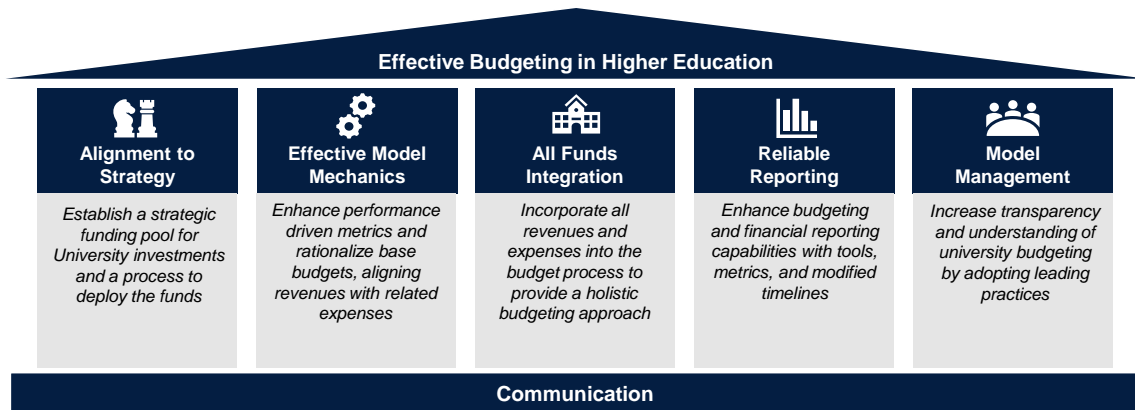 Effective Budgeting in Higher Education
Alignment to
Strategy
Establish a strategic
funding pool for
University investments
and a process to
deploy the funds
Effective Model
Mechanics
Enhance performance
driven metrics and
rationalize base
budgets, aligning
revenues with related
expenses
All Funds
Integration
Incorporate all
revenues and
expenses into the
budget process to
provide a holistic
budgeting approach
Reliable
Reporting
Enhance budgeting
and financial reporting
capabilities with tools,
metrics, and modified
timelines
Model
Management
Increase transparency
and understanding of
university budgeting
by adopting leading
practices
Communication